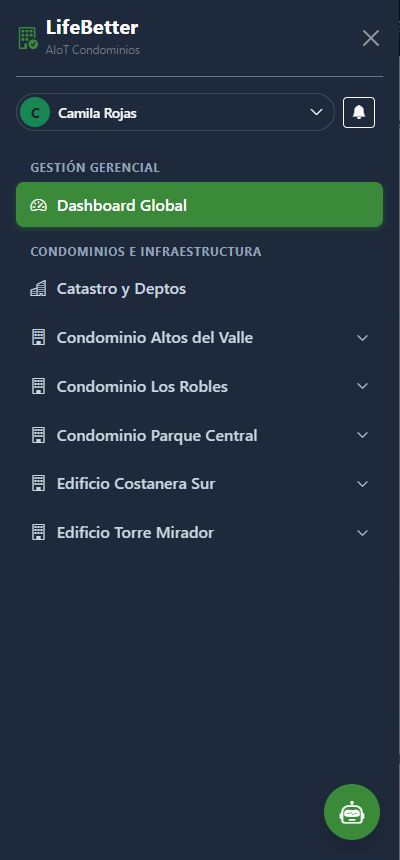 LifeBetter
AIoT Condominios
C Camila Rojas
GESTIÓN GERENCIAL
Dashboard Global
CONDOMINIOS E INFRAESTRUCTURA
Catastro y Deptos
Condominio Altos del Valle
Condominio Los Robles
Condominio Parque Central
Edificio Costanera Sur
Edificio Torre Mirador